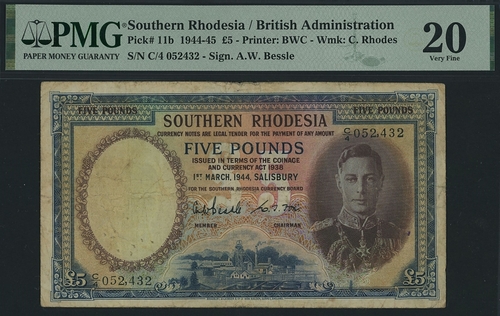 PMG
PAPER MONEY GUARANTY
Southern Rhodesia / British Administration
Pick# 11b 1944-45 £5 - Printer: BWC - Wmk: C. Rhodes
S/N C/4 052432 - Sign. A.W. Bessle
20
Very Fine
FIVE POUNDS
FIVE POUNDS
SOUTHERN RHODESIA
CURRENCY NOTES ARE LEGAL TENDER FOR THE PAYMENT OF ANY AMOUNT
C/4 052,432
FIVE POUNDS
ISSUED IN TERMS OF THE COINAGE
AND CURRENCY ACT 1938
1ST MARCH, 1944, SALISBURY
FOR THE SOUTHERN RHODESIA CURRENCY BOARD
MEMBER
CHAIRMAN
C/4 052,432
£5
£5